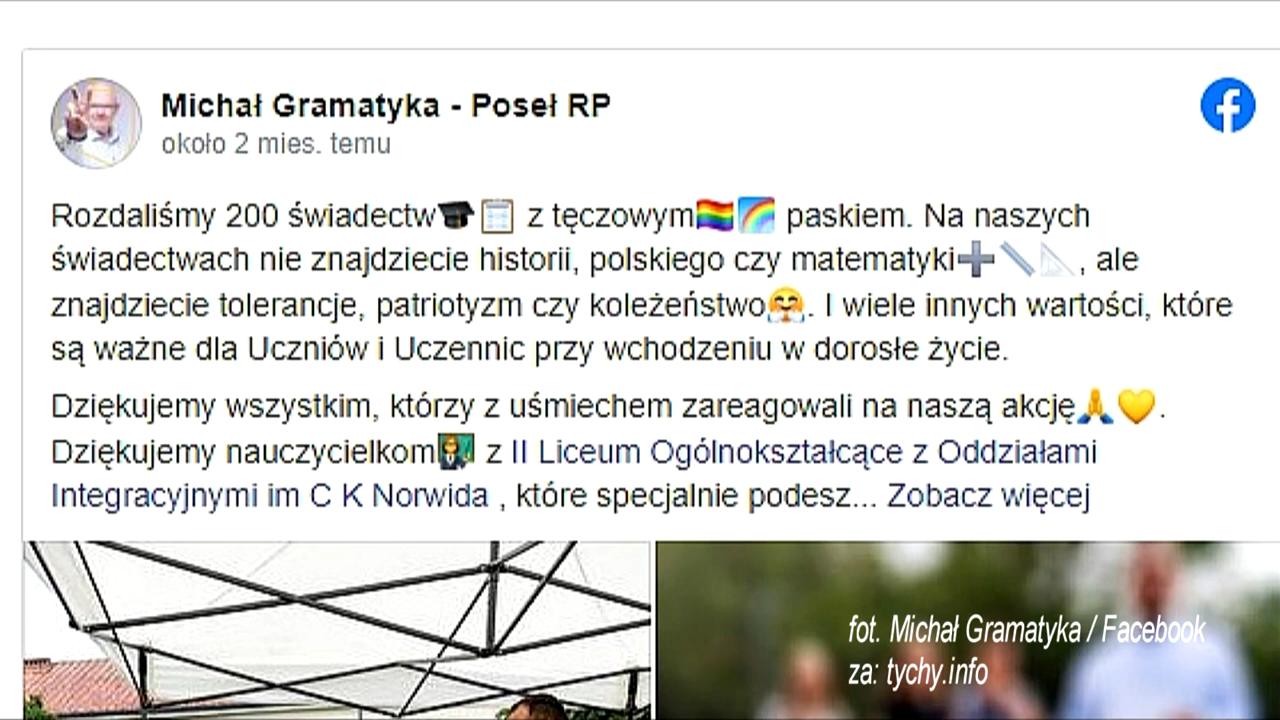 Michał Gramatyka - Poseł RP
około 2 mies. temu
Rozdaliśmy 200 świadectw🎓📋 z tęczowym🏳️‍🌈🌈 paskiem. Na naszych
świadectwach nie znajdziecie historii, polskiego czy matematyki➕📏📐, ale
znajdziecie tolerancje, patriotyzm czy koleżeństwo🤗. I wiele innych wartości, które
są ważne dla Uczniów i Uczennic przy wchodzeniu w dorosłe życie.
Dziękujemy wszystkim, którzy z uśmiechem zareagowali na naszą akcję🙏💛.
Dziękujemy nauczycielkom👩‍🏫 z II Liceum Ogólnokształcące z Oddziałami
Integracyjnymi im C K Norwida , które specjalnie podesz... Zobacz więcej
fot. Michał Gramatyka / Facebook
za: tychy.info